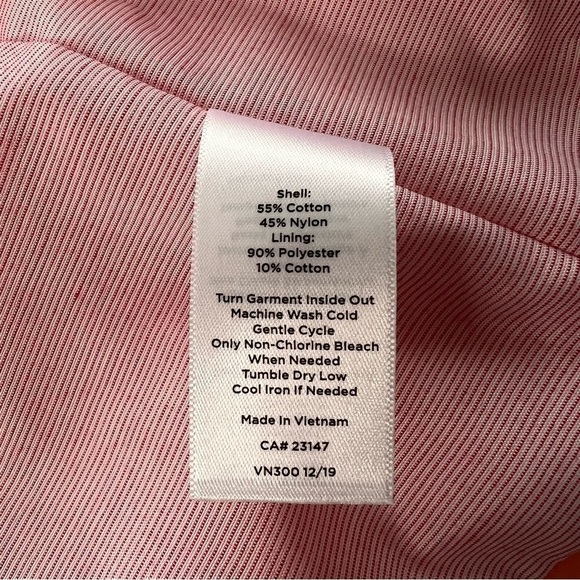 Shell:
55% Cotton
45% Nylon
Lining:
90% Polyester
10% Cotton
Turn Garment Inside Out
Machine Wash Cold
Gentle Cycle
Only Non-Chlorine Bleach
When Needed
Tumble Dry Low
Cool Iron If Needed
Made In Vietnam
CA# 23147
VN300 12/19